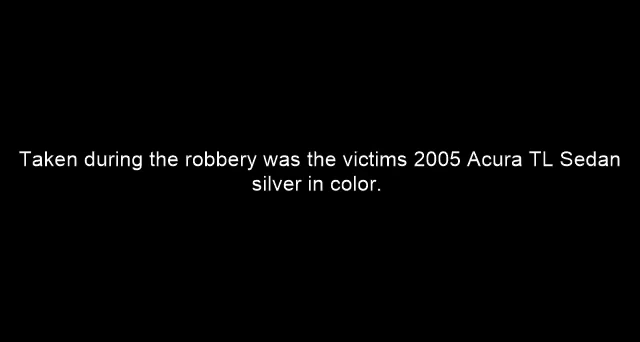 Taken during the robbery was the victims 2005 Acura TL Sedan
silver in color.